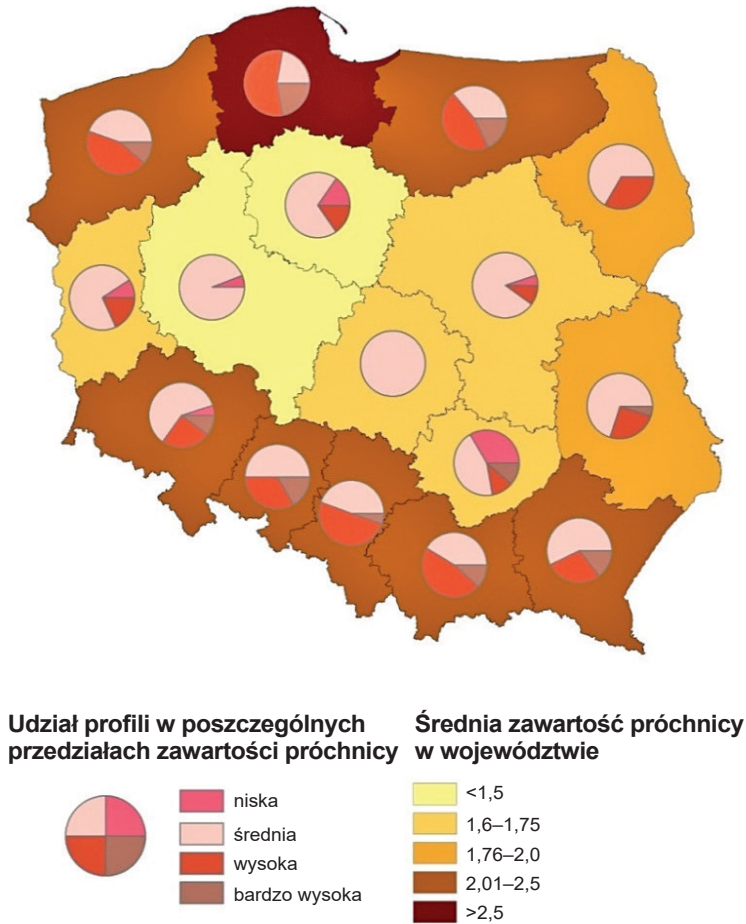 Udział profili w poszczególnych
przedziałach zawartości próchnicy
niska
średnia
wysoka
bardzo wysoka
Średnia zawartość próchnicy
w województwie
<1,5
1,6–1,75
1,76–2,0
2,01–2,5
>2,5